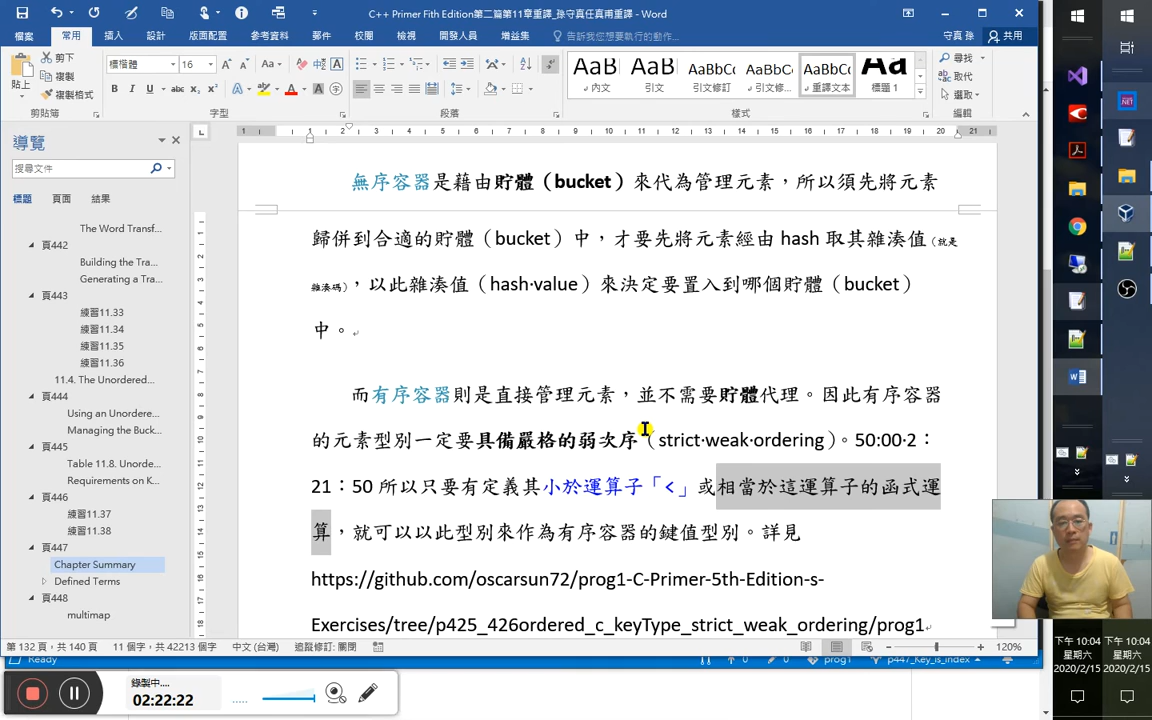 C++ Primer Fith Edition第二篇第11章重譯_孫守真任真甫重譯 - Word
檔案 常用 插入 設計 版面配置 參考資料 郵件 校閱 檢視 開發人員 增益集 告訴我您想要執行的動作... 守真 孫 共用
貼上 剪下 複製 複製格式 剪貼簿
標楷體 16 字型 段落
AaB 內文 AaB 引文 AaBbC 引文修訂 AaBbC 引文修... AaBbC 重譯文本 AaB 標題 1 樣式
尋找 取代 選取 編輯
導覽
搜尋文件
標題 頁面 結果
The Word Transf...
頁442
Building the Tra...
Generating a Tra...
頁443
練習11.33
練習11.34
練習11.35
練習11.36
11.4. The Unordered...
頁444
Using an Unordere...
Managing the Buck...
頁445
Table 11.8. Unorder...
Requirements on K...
頁446
練習11.37
練習11.38
頁447
Chapter Summary
Defined Terms
頁448
multimap
無序容器是藉由貯體（bucket）來代為管理元素，所以須先將元素
歸併到合適的貯體（bucket）中，才要先將元素經由 hash 取其雜湊值（就是
雜湊碼），以此雜湊值（hash·value）來決定要置入到哪個貯體（bucket）
中。
而有序容器則是直接管理元素，並不需要貯體代理。因此有序容器
的元素型別一定要具備嚴格的弱次序（strict·weak·ordering）。50:00·2：
21：50 所以只要有定義其小於運算子「<」或相當於這運算子的函式運
算，就可以以此型別來作為有序容器的鍵值型別。詳見
https://github.com/oscarsun72/prog1-C-Primer-5th-Edition-s-
Exercises/tree/p425_426ordered_c_keyType_strict_weak_ordering/prog1
第 132 頁，共 140 頁 11 個字，共 42213 個字 中文 (台灣) 追蹤修訂: 關閉 120%
Ready 0 0 prog1 p447_Key_is_index
錄製中...
02:22:22
下午 10:04
星期六
2020/2/15
下午 10:04
星期六
2020/2/15